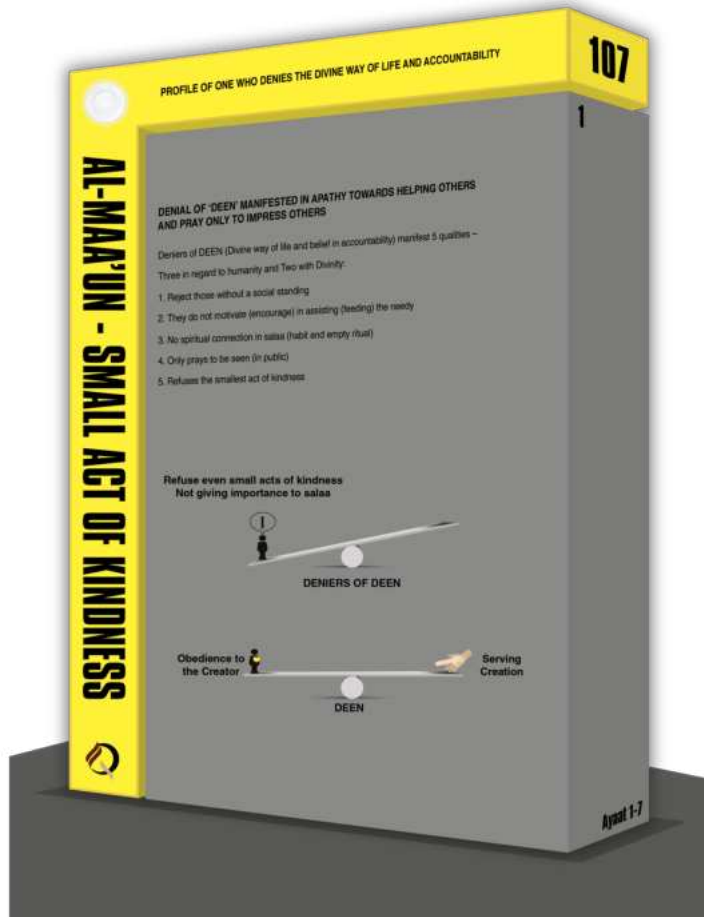 PROFILE OF ONE WHO DENIES THE DIVINE WAY OF LIFE AND ACCOUNTABILITY
107
1
AL-MAA'UN - SMALL ACT OF KINDNESS
DENIAL OF 'DEEN' MANIFESTED IN APATHY TOWARDS HELPING OTHERS
AND PRAY ONLY TO IMPRESS OTHERS
Deniers of DEEN (Divine way of life and belief in accountability) manifest 5 qualities –
Three in regard to humanity and Two with Divinity:
1. Reject those without a social standing
2. They do not motivate (encourage) in assisting (feeding) the needy
3. No spiritual connection in salaa (habit and empty ritual)
4. Only prays to be seen (in public)
5. Refuses the smallest act of kindness
Refuse even small acts of kindness
Not giving importance to salaa
I
DENIERS OF DEEN
Obedience to
the Creator
Serving
Creation
DEEN
Ayaat 1-7